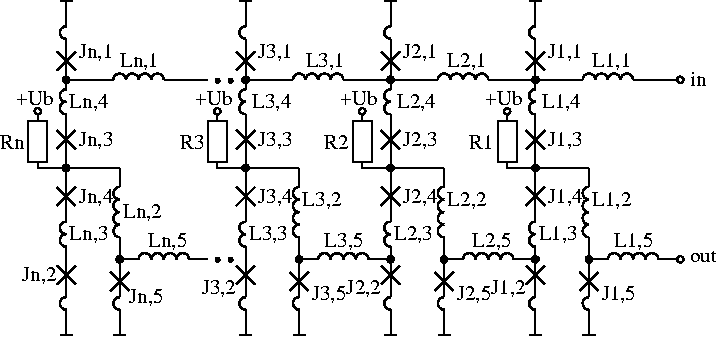 Jn,1 J3,1 J2,1 J1,1
Ln,1 L3,1 L2,1 L1,1
in
+Ub Ln,4 +Ub L3,4 +Ub L2,4 +Ub L1,4
Rn Jn,3 R3 J3,3 R2 J2,3 R1 J1,3
Jn,4 J3,4 L3,2 J2,4 L2,2 J1,4 L1,2
Ln,2
Ln,3 Ln,5 L3,3 L3,5 L2,3 L2,5 L1,3 L1,5
out
Jn,2 Jn,5 J3,2 J3,5 J2,2 J2,5 J1,2 J1,5